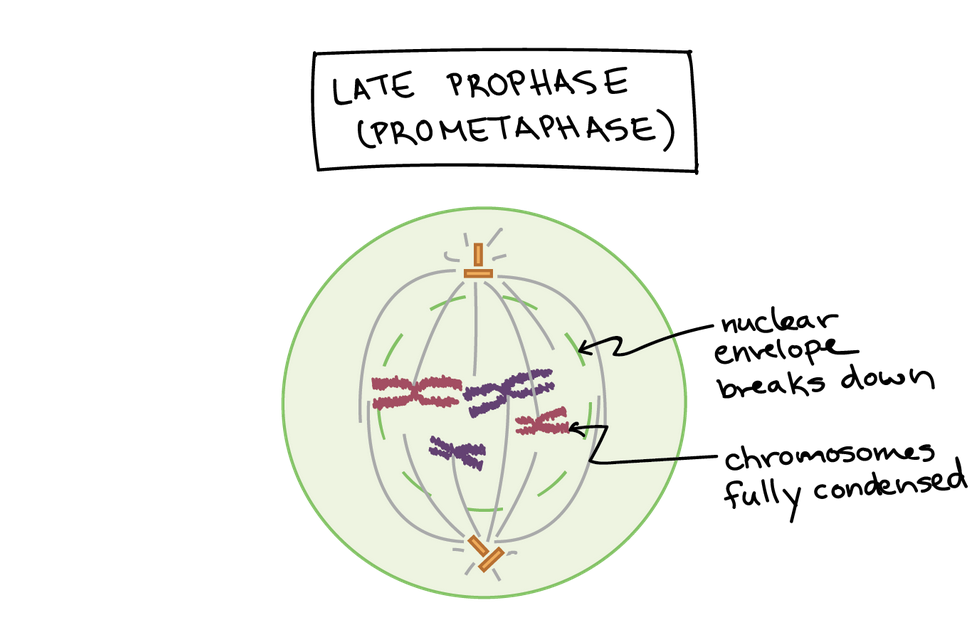 LATE PROPHASE
(PROMETAPHASE)
nuclear
envelope
breaks down
chromosomes
fully condensed